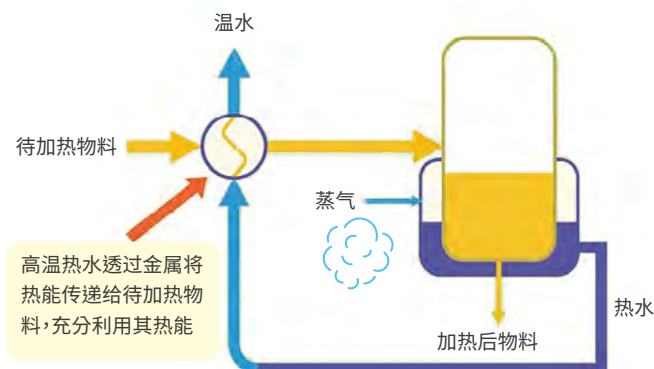 温水
待加热物料
蒸气
高温热水透过金属将
热能传递给待加热物
料,充分利用其热能
热水
加热后物料